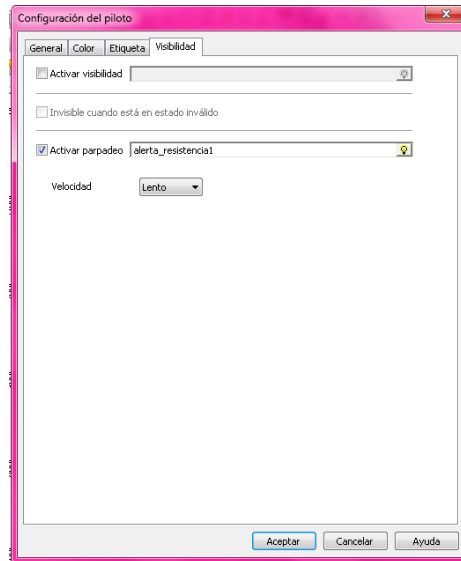 Configuración del piloto
General Color Etiqueta Visibilidad
Activar visibilidad
Invisible cuando está en estado inválido
Activar parpadeo alerta_resistencia1
Velocidad Lento
Aceptar Cancelar Ayuda